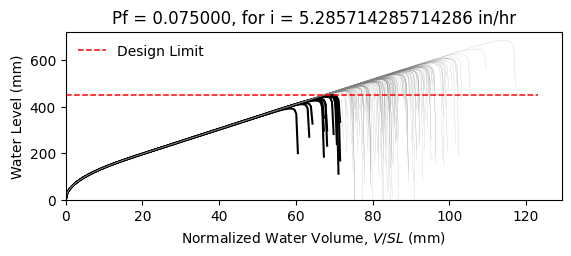 Pf = 0.075000, for i = 5.285714285714286 in/hr
Design Limit
Water Level (mm)
600
400
200
0
0 20 40 60 80 100 120
Normalized Water Volume, V/SL (mm)